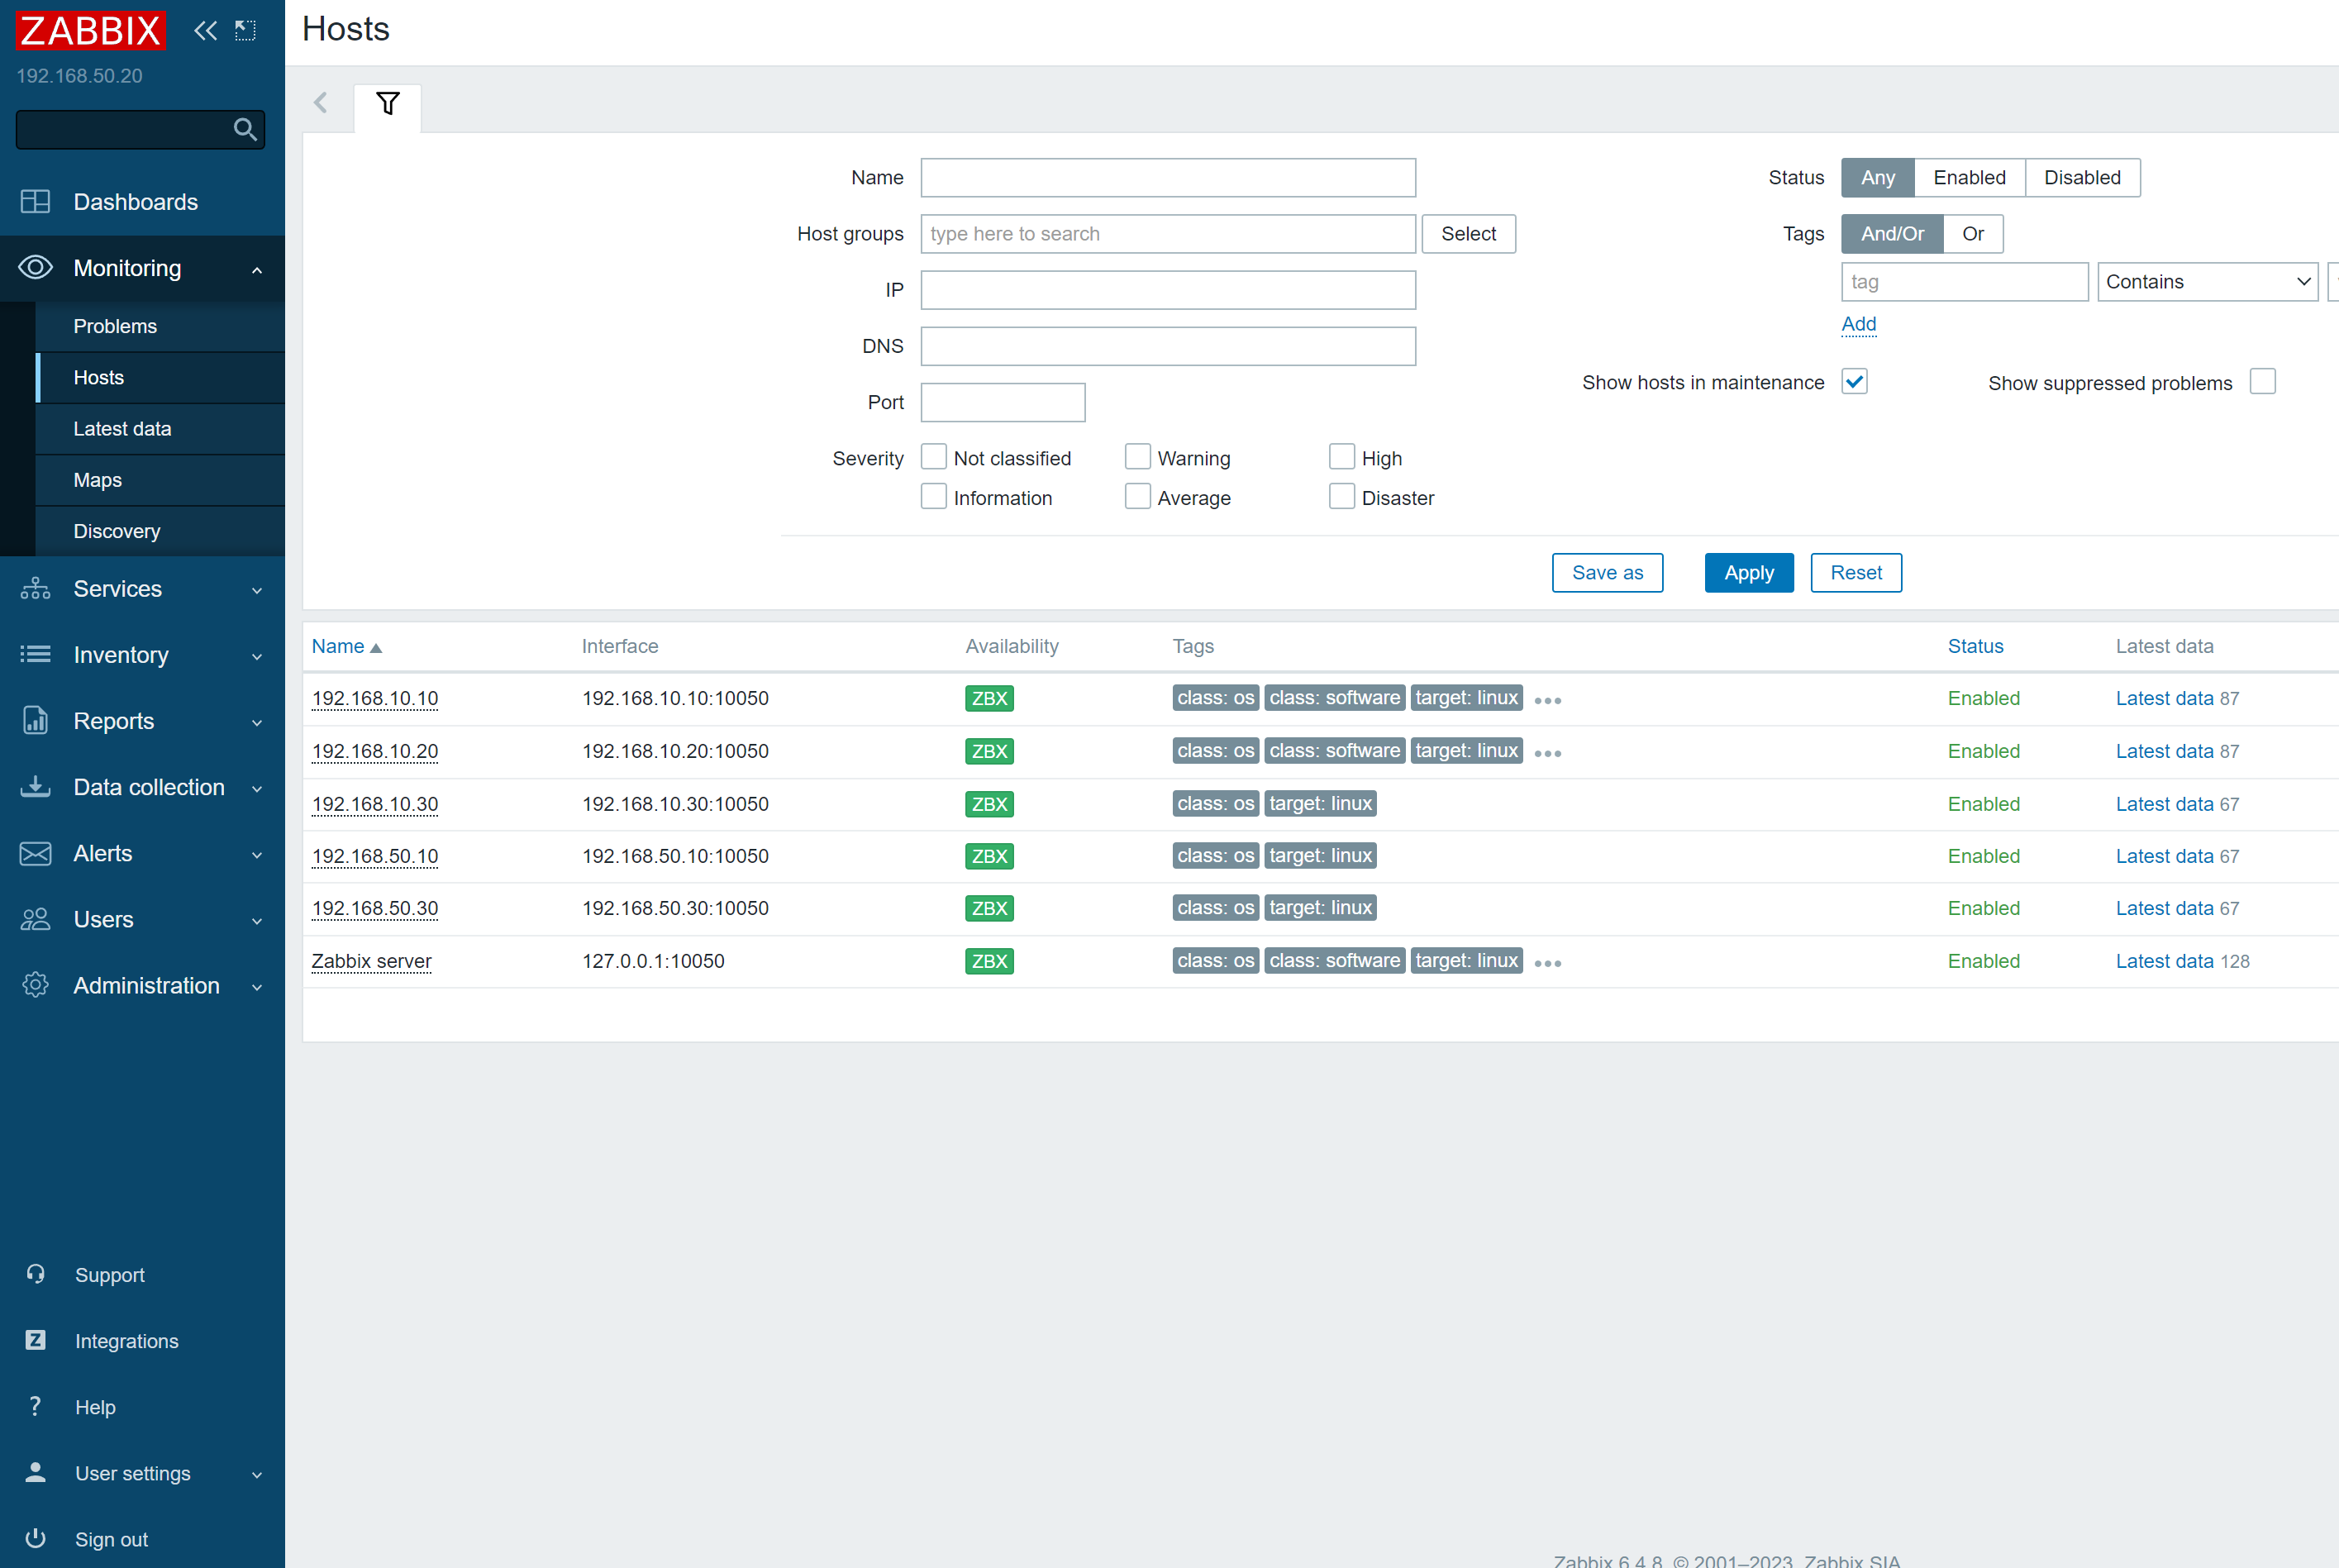 ZABBIX
192.168.50.20
Dashboards
Monitoring
Problems
Hosts
Latest data
Maps
Discovery
Services
Inventory
Reports
Data collection
Alerts
Users
Administration
Support
Z Integrations
? Help
User settings
Sign out
Hosts
Name
Host groups type here to search Select
IP
DNS
Port
Severity Not classified Warning High
Information Average Disaster
Status Any Enabled Disabled
Tags And/Or Or
tag Contains
Add
Show hosts in maintenance Show suppressed problems
Save as Apply Reset
Name Interface Availability Tags Status Latest data
192.168.10.10 192.168.10.10:10050 ZBX class: os class: software target: linux Enabled Latest data 87
192.168.10.20 192.168.10.20:10050 ZBX class: os class: software target: linux Enabled Latest data 87
192.168.10.30 192.168.10.30:10050 ZBX class: os target: linux Enabled Latest data 67
192.168.50.10 192.168.50.10:10050 ZBX class: os target: linux Enabled Latest data 67
192.168.50.30 192.168.50.30:10050 ZBX class: os target: linux Enabled Latest data 67
Zabbix server 127.0.0.1:10050 ZBX class: os class: software target: linux Enabled Latest data 128
Zabbix 6.4.8. © 2001–2023, Zabbix SIA